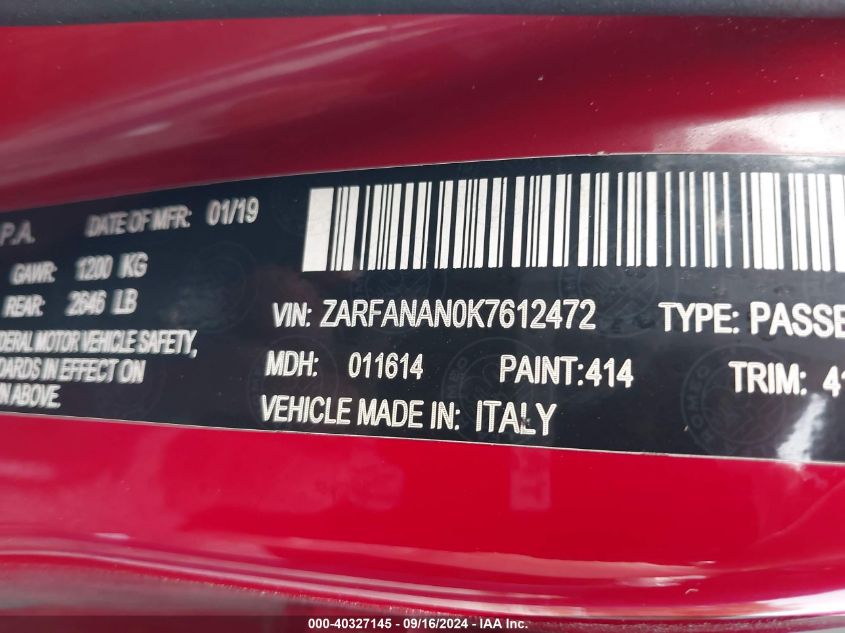 P.A. DATE OF MFR: 01/19
GAWR: 1200 KG
REAR: 2646 LB
DERAL MOTOR VEHICLE SAFETY,
DARDS IN EFFECT ON
N ABOVE.
VIN: ZARFANAN0K7612472 TYPE: PASSE
MDH: 011614 PAINT:414 TRIM: 41
VEHICLE MADE IN: ITALY
000-40327145 - 09/16/2024 - IAA Inc.